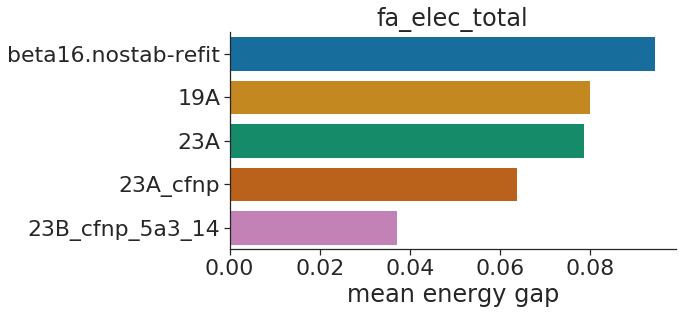 fa_elec_total
beta16.nostab-refit
19A
23A
23A_cfnp
23B_cfnp_5a3_14
0.00 0.02 0.04 0.06 0.08
mean energy gap